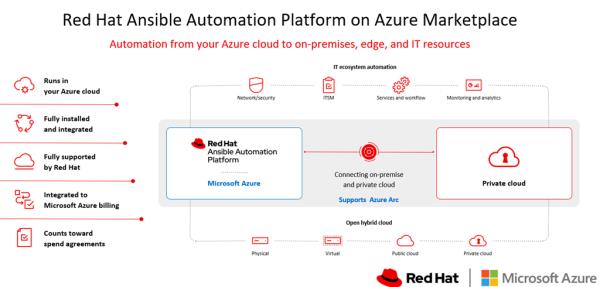 Red Hat Ansible Automation Platform on Azure Marketplace
Automation from your Azure cloud to on-premises, edge, and IT resources
Runs in
your Azure cloud
Fully installed
and integrated
Fully supported
by Red Hat
Integrated to
Microsoft Azure billing
Counts toward
spend agreements
IT ecosystem automation
Network/security
ITSM
Services and workflow
Monitoring and analytics
Red Hat
Ansible Automation
Platform
Microsoft Azure
Connecting on-premise
and private cloud
Supports Azure Arc
Private cloud
Open hybrid cloud
Physical
Virtual
Public cloud
Private cloud
Red Hat
Microsoft Azure